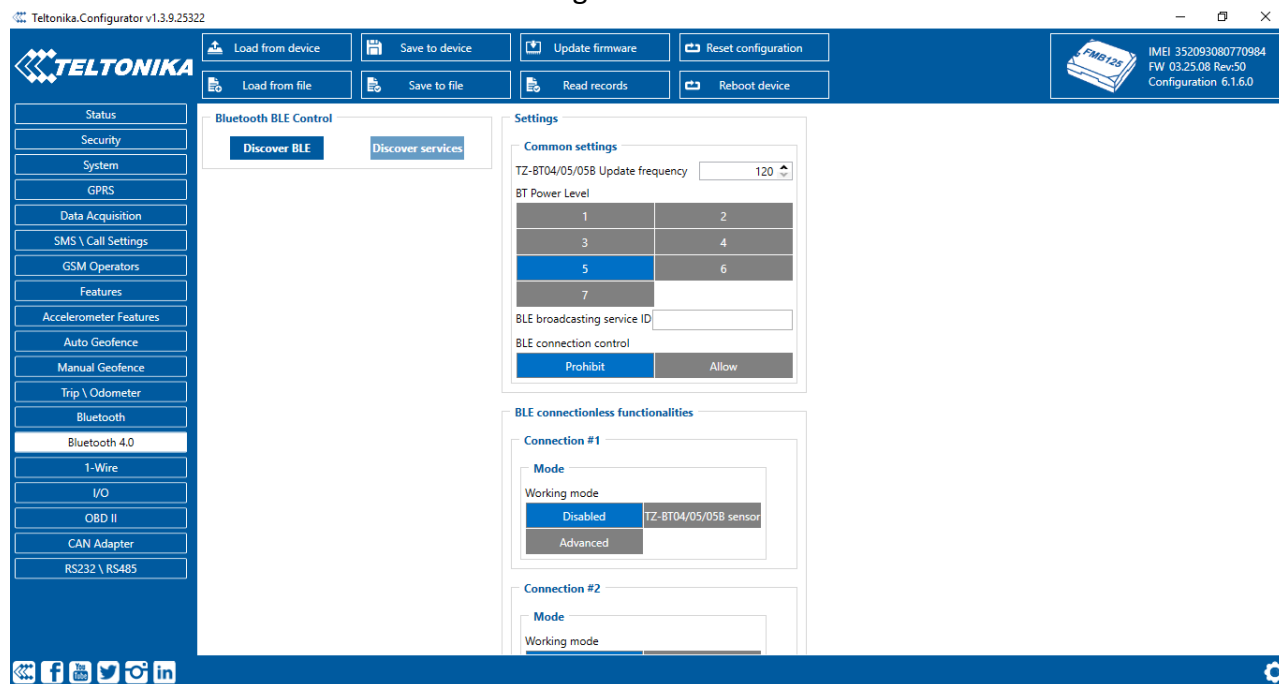 Teltonika.Configurator v1.3.9.25322
TELTONIKA
Load from device
Save to device
Update firmware
Reset configuration
Load from file
Save to file
Read records
Reboot device
FMB125
IMEI 352093080770984
FW 03.25.08 Rev:50
Configuration 6.1.6.0
Status
Security
System
GPRS
Data Acquisition
SMS \ Call Settings
GSM Operators
Features
Accelerometer Features
Auto Geofence
Manual Geofence
Trip \ Odometer
Bluetooth
Bluetooth 4.0
1-Wire
I/O
OBD II
CAN Adapter
RS232 \ RS485
Bluetooth BLE Control
Discover BLE
Discover services
Settings
Common settings
TZ-BT04/05/05B Update frequency 120
BT Power Level
1 2
3 4
5 6
7
BLE broadcasting service ID
BLE connection control
Prohibit Allow
BLE connectionless functionalities
Connection #1
Mode
Working mode
Disabled TZ-BT04/05/05B sensor
Advanced
Connection #2
Mode
Working mode
f
You
Tube
in